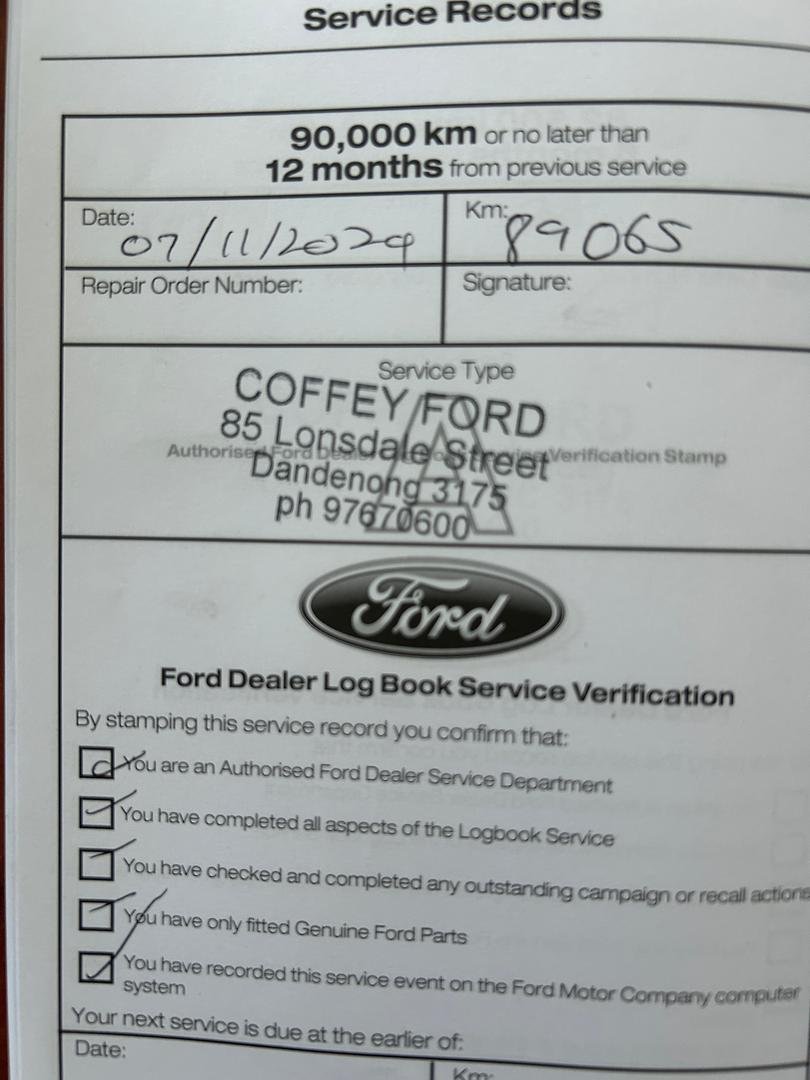 Service Records
90,000 km or no later than
12 months from previous service
Date: 07/11/2024
Km: 89065
Repair Order Number:
Signature:
Service Type
A
COFFEY FORD
85 Lonsdale Street
Authorised Ford Verification Stamp
Dandenong 3175
ph 97670600
Ford
Ford Dealer Log Book Service Verification
By stamping this service record you confirm that:
You are an Authorised Ford Dealer Service Department
You have completed all aspects of the Logbook Service
You have checked and completed any outstanding campaign or recall actions
You have only fitted Genuine Ford Parts
You have recorded this service event on the Ford Motor Company computer
system
Your next service is due at the earlier of:
Date:
Km: